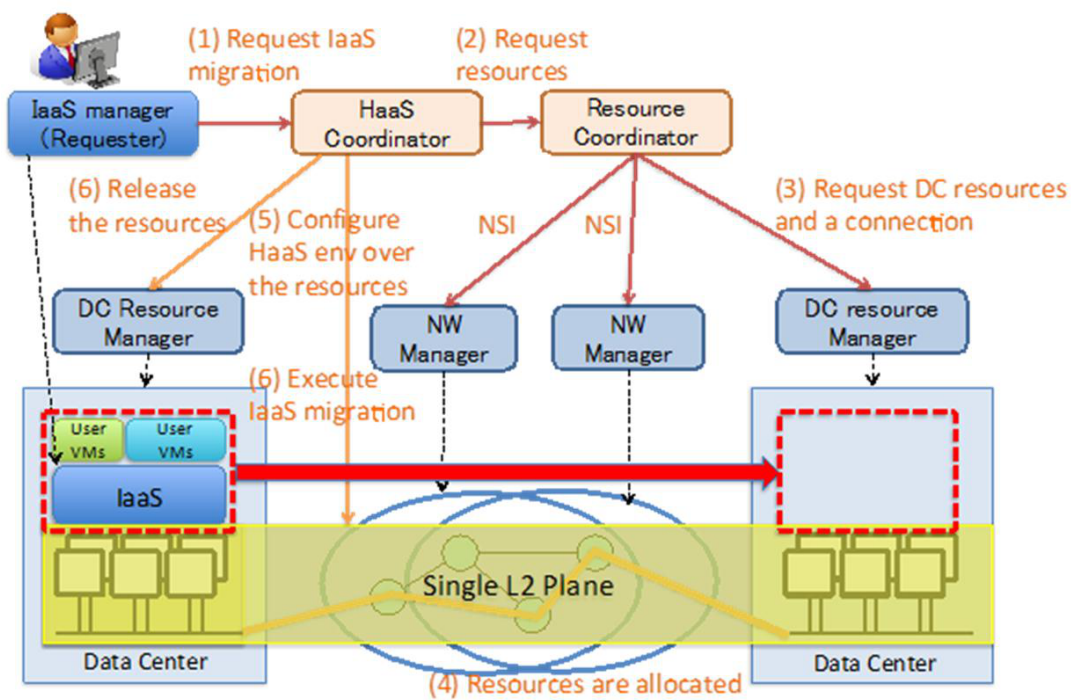 (1) Request IaaS
migration
(2) Request
resources
IaaS manager
(Requester)
HaaS
Coordinator
Resource
Coordinator
(6) Release
the resources
(5) Configure
HaaS env over
the resources
NSI
NSI
(3) Request DC resources
and a connection
DC Resource
Manager
NW
Manager
NW
Manager
DC resource
Manager
(6) Execute
IaaS migration
User
VMs
User
VMs
IaaS
Single L2 Plane
Data Center
Data Center
(4) Resources are allocated